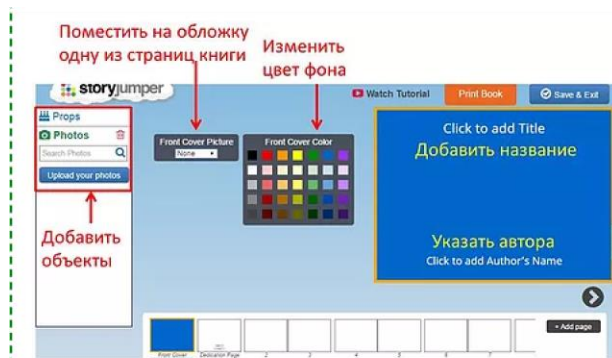 Поместить на обложку
одну из страниц книги
Изменить
цвет фона
storyjumper
Watch Tutorial
Print Book
Save & Exit
Props
Photos
Search Photos
Upload your photos
Front Cover Picture
None
Front Cover Color
Click to add Title
Добавить название
Указать автора
Click to add Author's Name
Добавить
объекты
+ Add page
Front Cover
Dedication Page
2
3
4
5
6
7